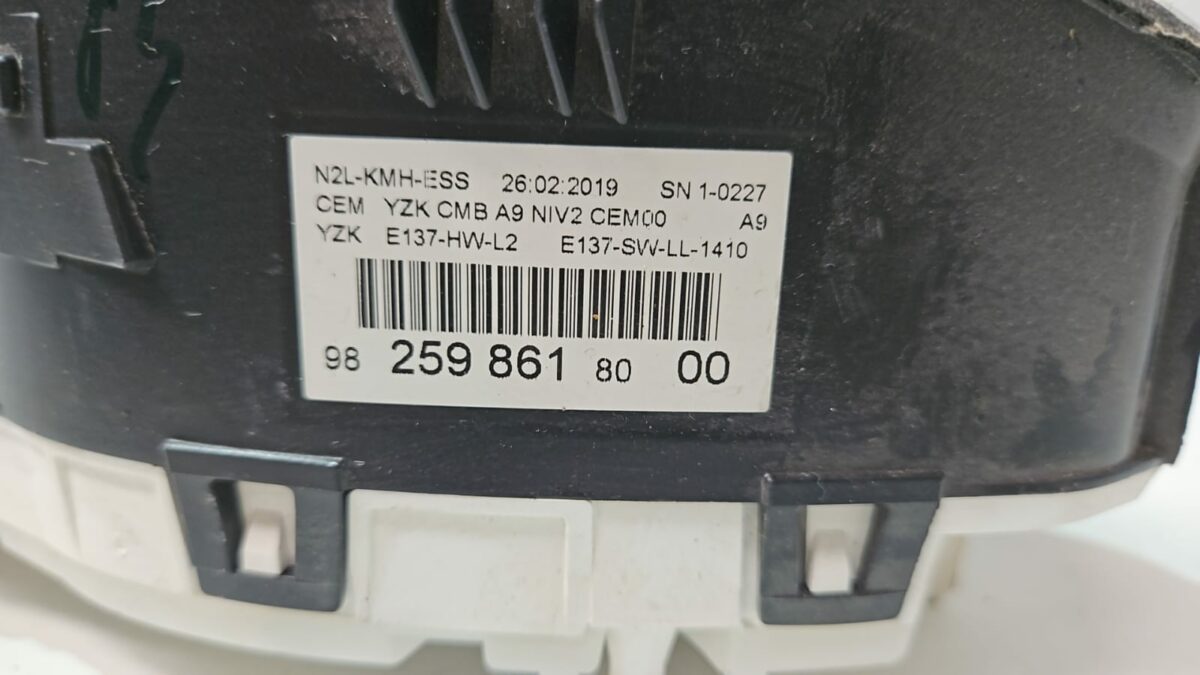 N2L-KMH-ESS 26:02:2019 SN 1-0227
CEM YZK CMB A9 NIV2 CEM00 A9
YZK E137-HW-L2 E137-SW-LL-1410
98 259 861 80 00